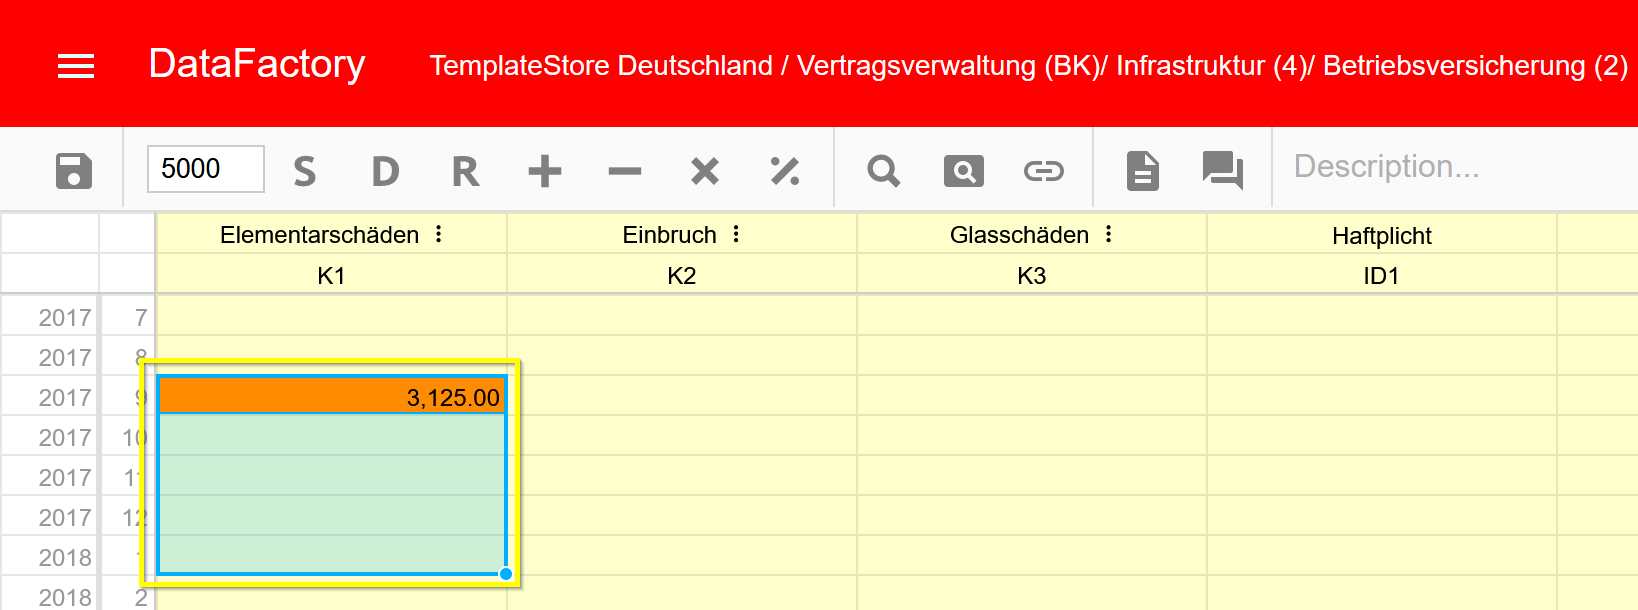 DataFactory TemplateStore Deutschland / Vertragsverwaltung (BK)/ Infrastruktur (4)/ Betriebsversicherung (2)
5000 S D R Description...
Elementarschäden Einbruch Glasschäden Haftplicht
K1 K2 K3 ID1
2017 7
2017 8
2017 9 3,125.00
2017 10
2017 11
2017 12
2018 1
2018 2